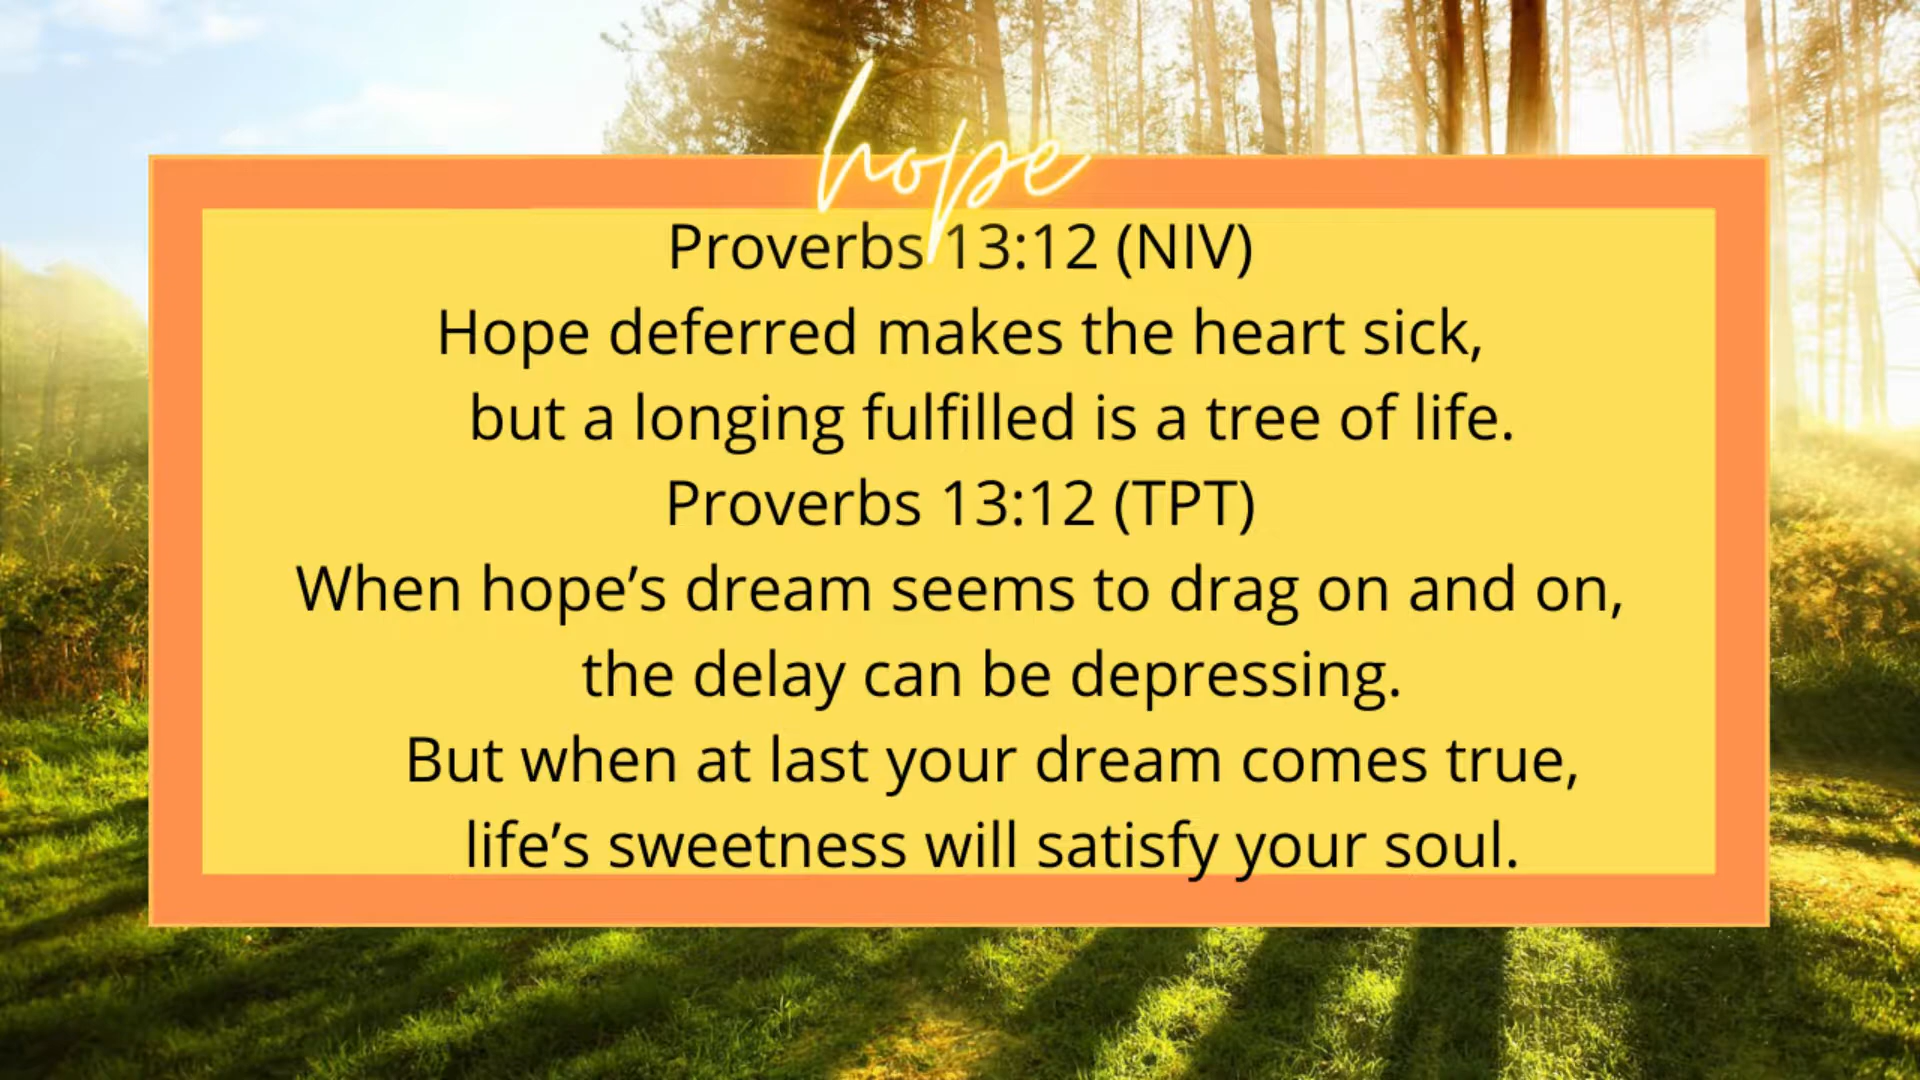 hope
Proverbs 13:12 (NIV)
Hope deferred makes the heart sick,
but a longing fulfilled is a tree of life.
Proverbs 13:12 (TPT)
When hope’s dream seems to drag on and on,
the delay can be depressing.
But when at last your dream comes true,
life’s sweetness will satisfy your soul.